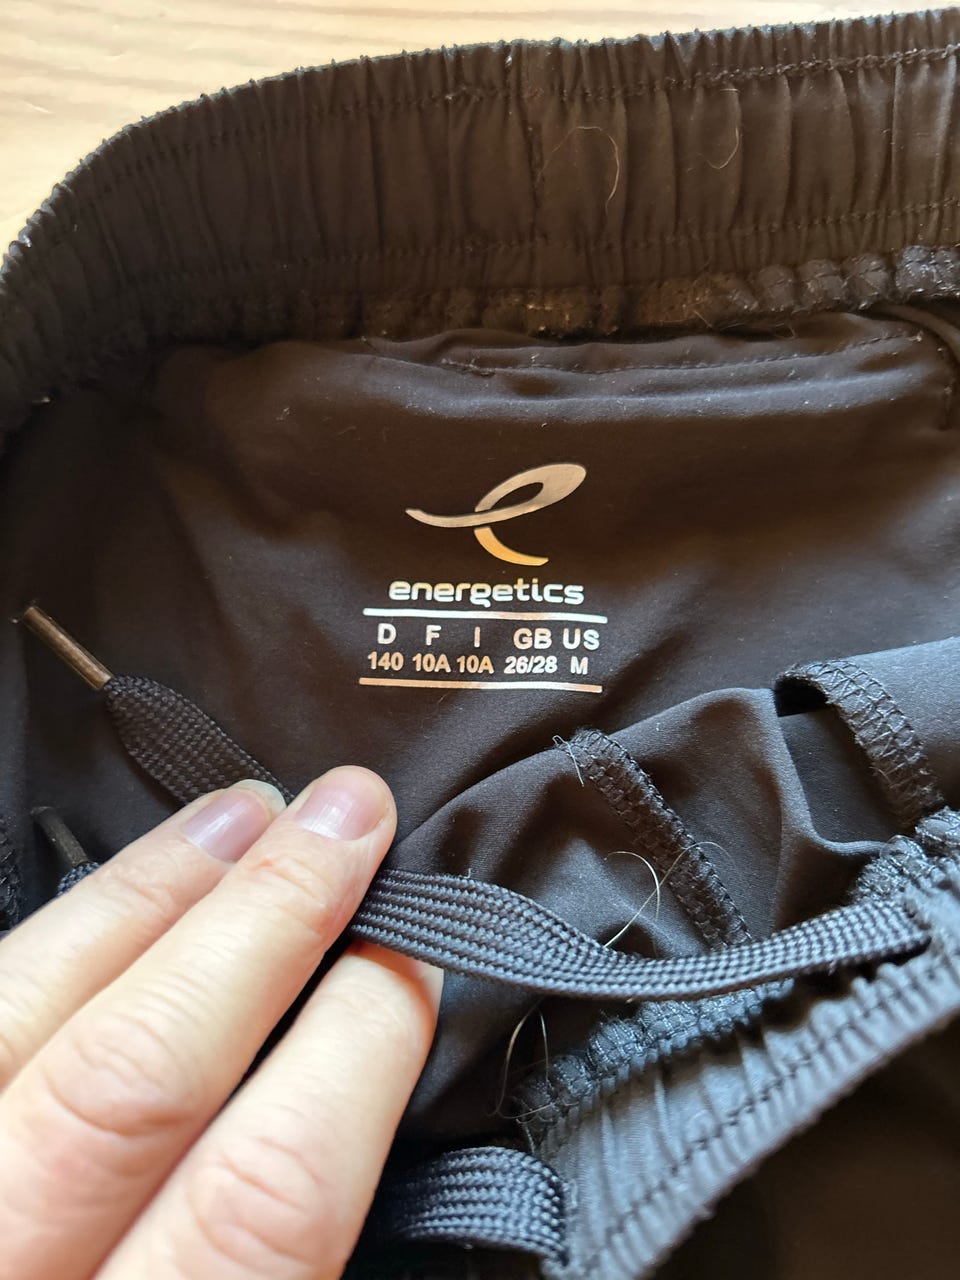 energetics
D F I GB US
140 10A 10A 26/28 M